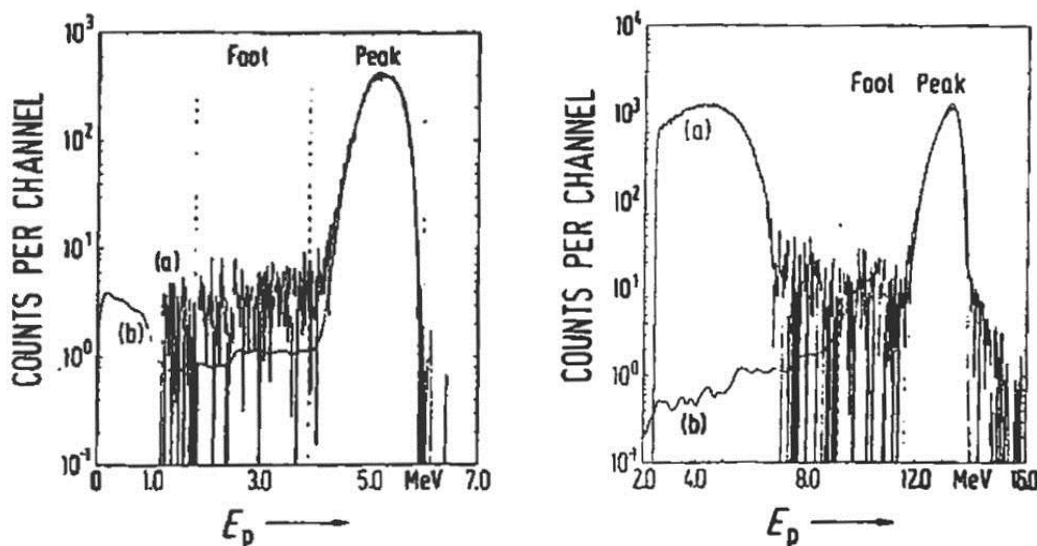 10³
10²
10¹
10⁰
10⁻¹
COUNTS PER CHANNEL
Foot Peak
(a)
(b)
0 1.0 3.0 5.0 MeV 7.0
Eₚ
10⁴
10³
10²
10¹
10⁰
10⁻¹
COUNTS PER CHANNEL
Foot Peak
(a)
(b)
2.0 4.0 8.0 12.0 MeV 16.0
Eₚ